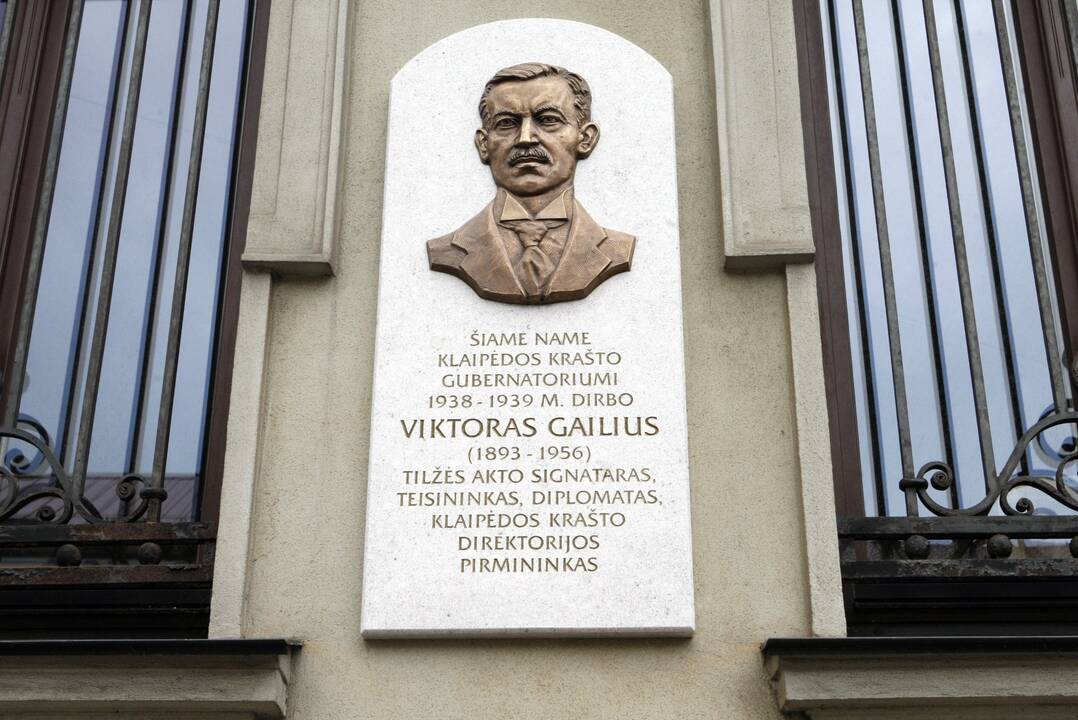 ŠIAME NAME
KLAIPĖDOS KRAŠTO
GUBERNATORIUMI
1938 - 1939 M. DIRBO
VIKTORAS GAILIUS
(1893 - 1956)
TILŽĖS AKTO SIGNATARAS,
TEISININKAS, DIPLOMATAS,
KLAIPĖDOS KRAŠTO
DIREKTORIJOS
PIRMININKAS